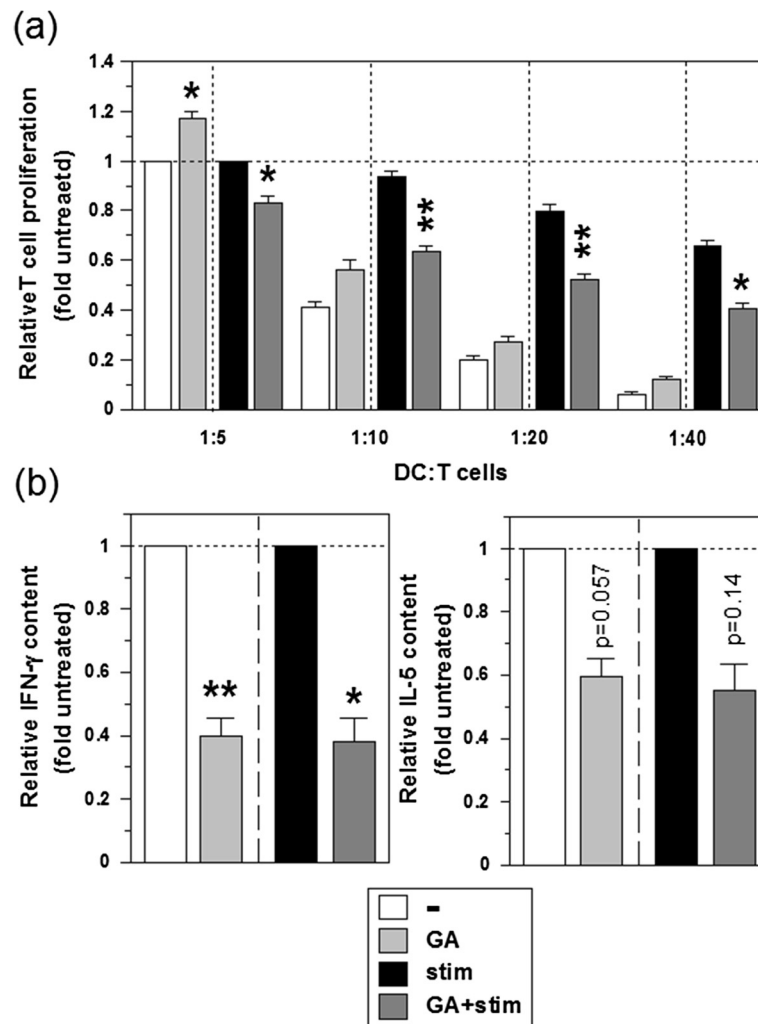 (a)
RelativeT cell proliferation
(fold untreaetd)
1.4
1.2
1
0.8
0.6
0.4
0.2
0
*
*
**
**
*
1:5 1:10 1:20 1:40
DC:T cells
(b)
Relative IFN-γ content
(fold untreated)
1
0.8
0.6
0.4
0.2
0
**
*
Relative IL-5 content
(fold untreated)
1
0.8
0.6
0.4
0.2
0
p=0.057
p=0.14
-
GA
stim
GA+stim